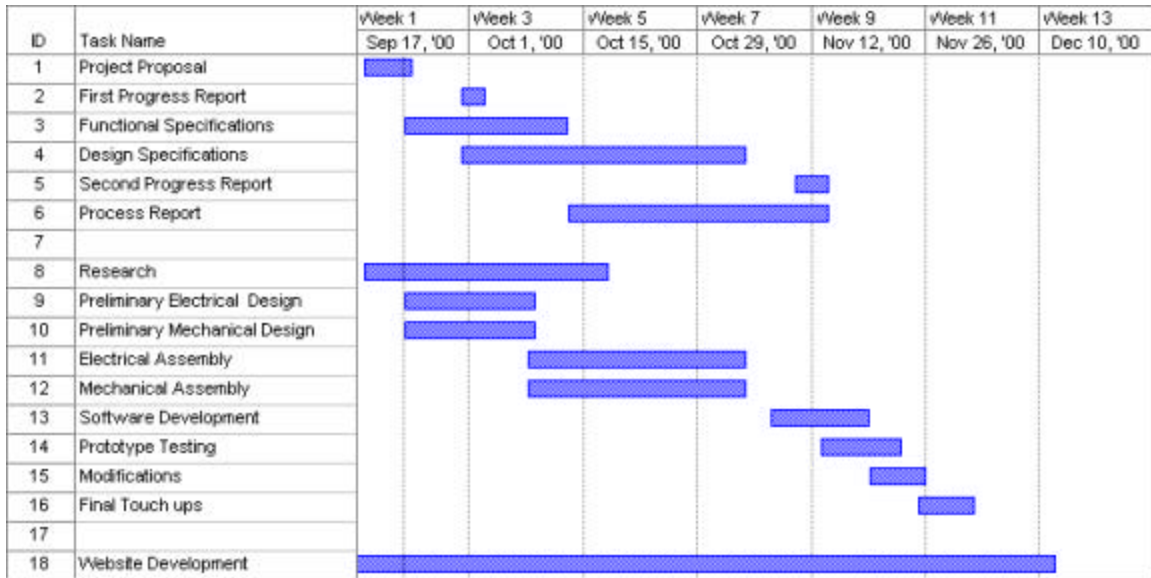 Week 1 Week 3 Week 5 Week 7 Week 9 Week 11 Week 13
ID Task Name Sep 17, '00 Oct 1, '00 Oct 15, '00 Oct 29, '00 Nov 12, '00 Nov 26, '00 Dec 10, '00
1 Project Proposal
2 First Progress Report
3 Functional Specifications
4 Design Specifications
5 Second Progress Report
6 Process Report
7
8 Research
9 Preliminary Electrical Design
10 Preliminary Mechanical Design
11 Electrical Assembly
12 Mechanical Assembly
13 Software Development
14 Prototype Testing
15 Modifications
16 Final Touch ups
17
18 Website Development